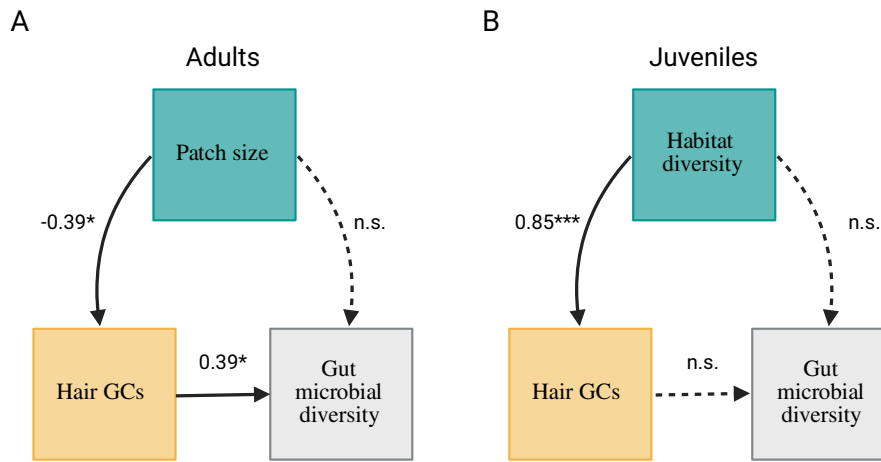 A
Adults
Patch size
-0.39*
n.s.
Hair GCs
0.39*
Gut
microbial
diversity
B
Juveniles
Habitat
diversity
0.85***
n.s.
Hair GCs
n.s.
Gut
microbial
diversity